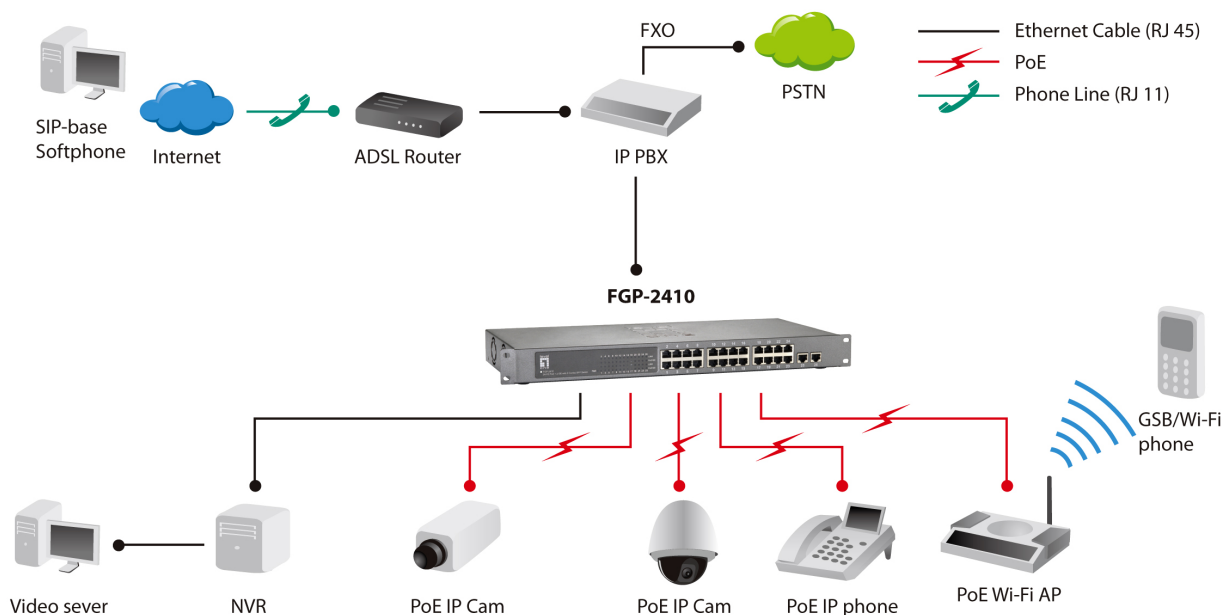 FXO
Ethernet Cable (RJ 45)
PoE
Phone Line (RJ 11)
PSTN
SIP-base
Softphone
Internet
ADSL Router
IP PBX
FGP-2410
GSB/Wi-Fi
phone
Video sever
NVR
PoE IP Cam
PoE IP Cam
PoE IP phone
PoE Wi-Fi AP